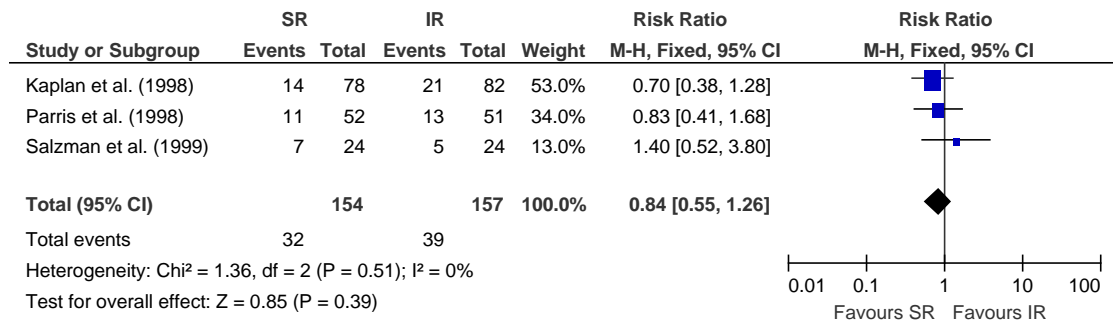 SR IR Risk Ratio Risk Ratio
Study or Subgroup Events Total Events Total Weight M-H, Fixed, 95% CI M-H, Fixed, 95% CI
Kaplan et al. (1998) 14 78 21 82 53.0% 0.70 [0.38, 1.28]
Parris et al. (1998) 11 52 13 51 34.0% 0.83 [0.41, 1.68]
Salzman et al. (1999) 7 24 5 24 13.0% 1.40 [0.52, 3.80]
Total (95% CI) 154 157 100.0% 0.84 [0.55, 1.26]
Total events 32 39
Heterogeneity: Chi² = 1.36, df = 2 (P = 0.51); I² = 0%
Test for overall effect: Z = 0.85 (P = 0.39)
0.01 0.1 1 10 100
Favours SR Favours IR